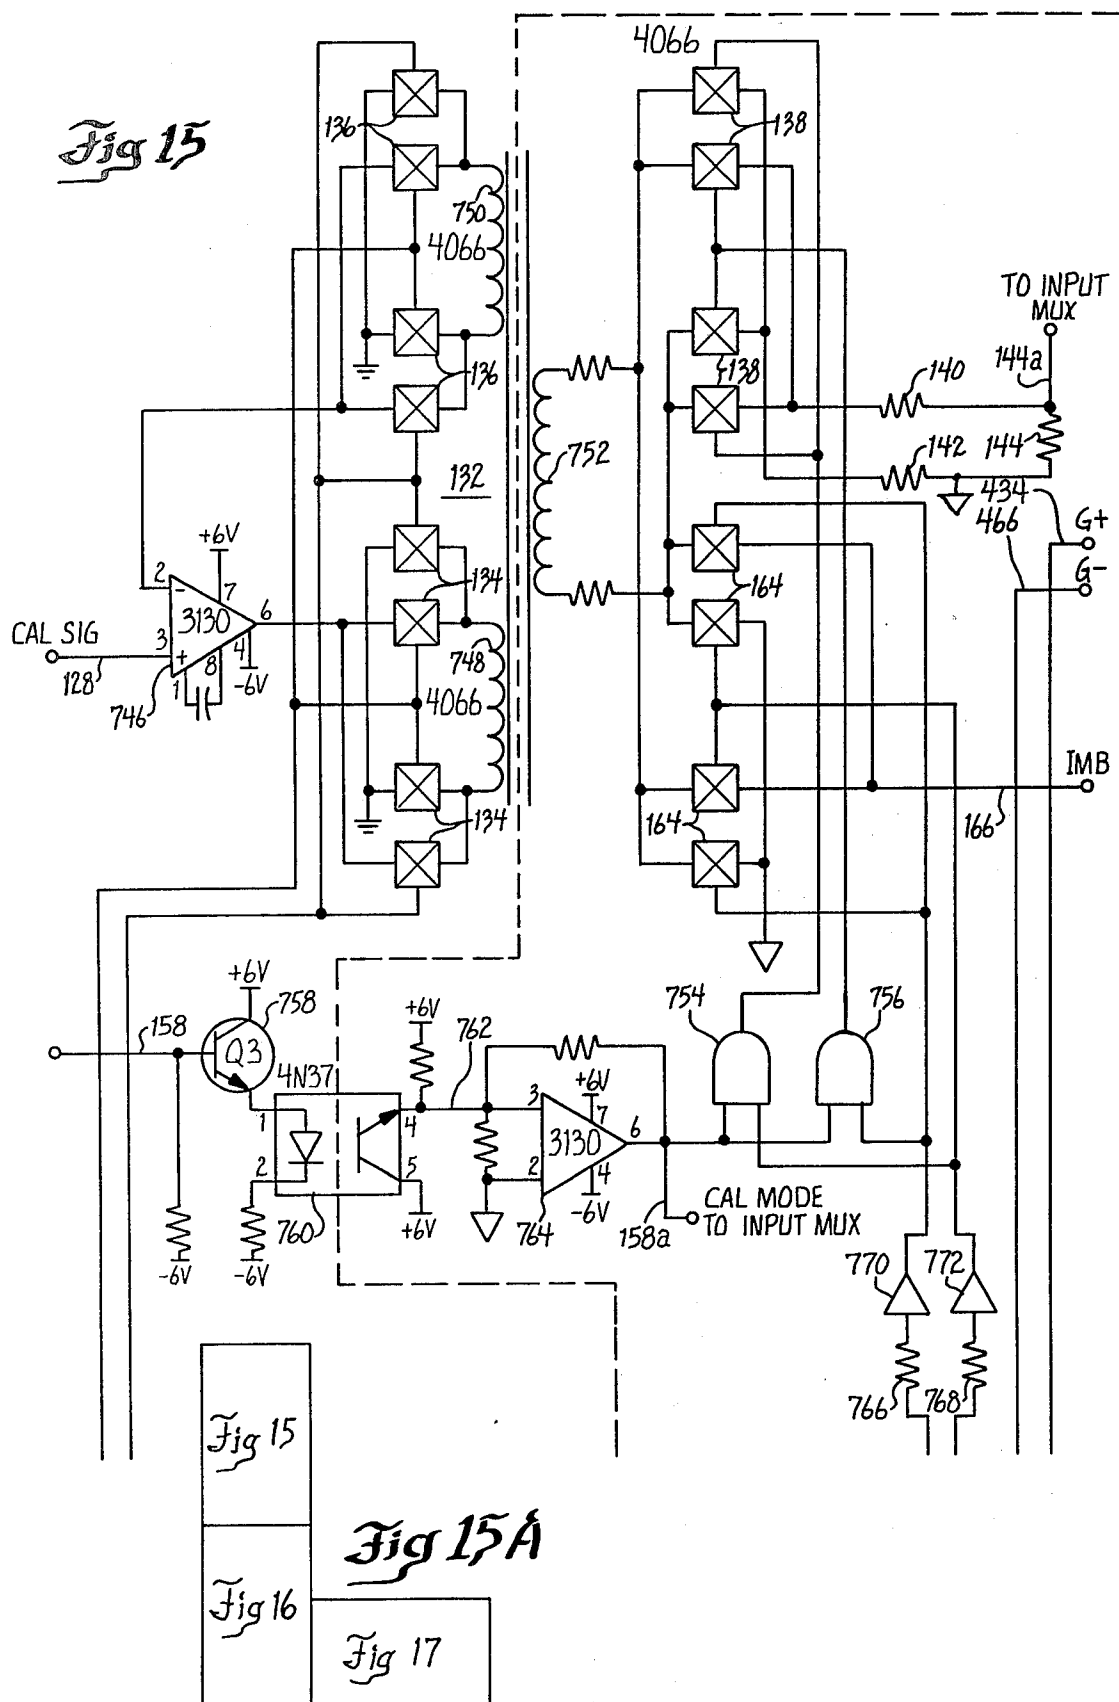 Fig 15
4066
136
138
750
4066
TO INPUT
MUX
144a
136
138
140
144
142
752
132
434
466
G+
G-
+6V
2
7
-
3130
6
CAL SIG
3
+
4
8
-6V
128
1
746
134
164
748
4066
IMB
134
164
166
+6V
758
158
Q3
4N37
+6V
762
754
756
1
4
3
+6V
7
3130
6
2
5
2
4
-6V
760
+6V
764
158a
CAL MODE
TO INPUT MUX
-6V
-6V
770
772
766
768
Fig 15
Fig 15A
Fig 16
Fig 17